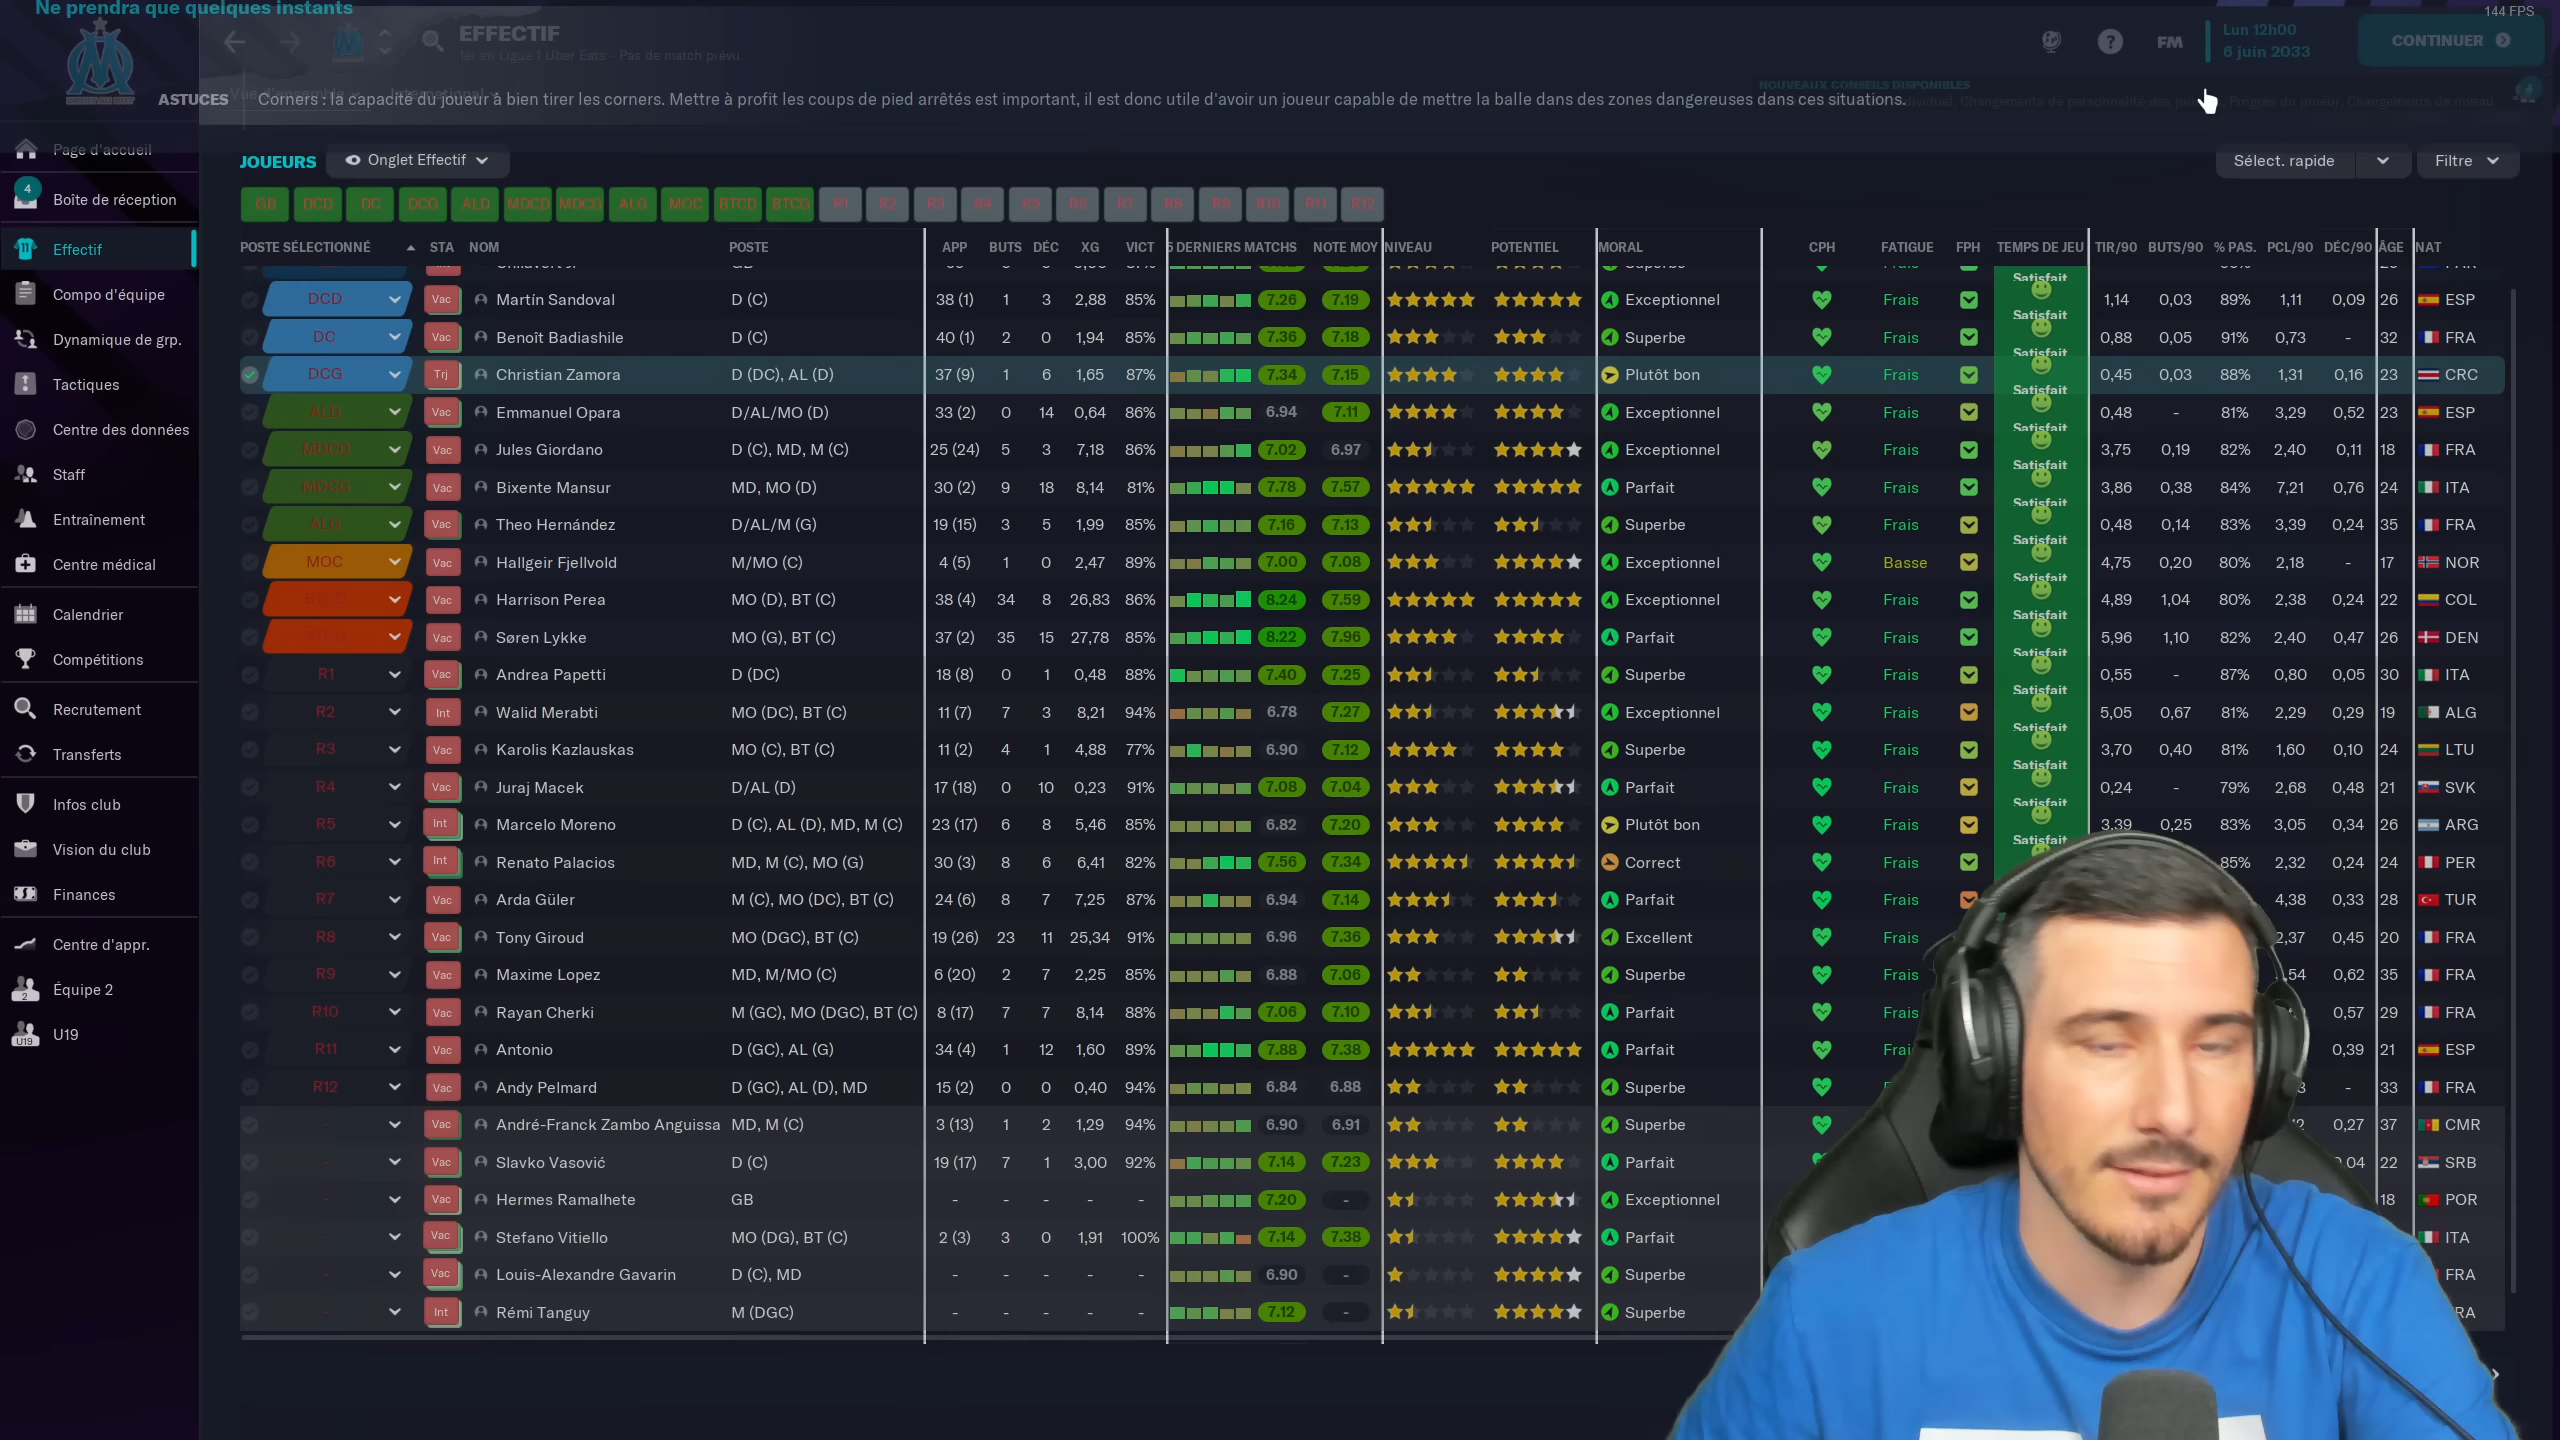 Ne prendra que quelques instants
144 FPS
EFFECTIF
1er en Ligue 1 Uber Eats - Pas de match prévu.
FM
Lun 12h00
6 juin 2033
CONTINUER
NOUVEAUX CONSEILS DISPONIBLES
ASTUCES
Corners : la capacité du joueur à bien tirer les corners. Mettre à profit les coups de pied arrêtés est important, il est donc utile d'avoir un joueur capable de mettre la balle dans des zones dangereuses dans ces situations.
Page d'accueil
4
Boîte de réception
Effectif
Compo d'équipe
Dynamique de grp.
Tactiques
Centre des données
Staff
Entraînement
Centre médical
Calendrier
Compétitions
Recrutement
Transferts
Infos club
Vision du club
Finances
Centre d'appr.
Équipe 2
U19
JOUEURS
Onglet Effectif
Sélect. rapide
Filtre
GB DCD DC DCG ALD MDCD MDCG ALG MOC BTCD BTCG R1 R2 R3 R4 R5 R6 R7 R8 R9 R10 R11 R12
POSTE SÉLECTIONNÉ STA NOM POSTE APP BUTS DÉC XG VICT 5 DERNIERS MATCHS NOTE MOY NIVEAU POTENTIEL MORAL CPH FATIGUE FPH TEMPS DE JEU TIR/90 BUTS/90 % PAS. PCL/90 DÉC/90 ÂGE NAT
Satisfait
DCD Vac Martín Sandoval D (C) 38 (1) 1 3 2,88 85% 7.26 7.19 Exceptionnel Frais Satisfait 1,14 0,03 89% 1,11 0,09 26 ESP
DC Vac Benoît Badiashile D (C) 40 (1) 2 0 1,94 85% 7.36 7.18 Superbe Frais Satisfait 0,88 0,05 91% 0,73 - 32 FRA
DCG Trj Christian Zamora D (DC), AL (D) 37 (9) 1 6 1,65 87% 7.34 7.15 Plutôt bon Frais Satisfait 0,45 0,03 88% 1,31 0,16 23 CRC
ALD Vac Emmanuel Opara D/AL/MO (D) 33 (2) 0 14 0,64 86% 6.94 7.11 Exceptionnel Frais Satisfait 0,48 - 81% 3,29 0,52 23 ESP
MDCD Vac Jules Giordano D (C), MD, M (C) 25 (24) 5 3 7,18 86% 7.02 6.97 Exceptionnel Frais Satisfait 3,75 0,19 82% 2,40 0,11 18 FRA
MDCG Vac Bixente Mansur MD, MO (D) 30 (2) 9 18 8,14 81% 7.78 7.57 Parfait Frais Satisfait 3,86 0,38 84% 7,21 0,76 24 ITA
ALG Vac Theo Hernández D/AL/M (G) 19 (15) 3 5 1,99 85% 7.16 7.13 Superbe Frais Satisfait 0,48 0,14 83% 3,39 0,24 35 FRA
MOC Vac Hallgeir Fjellvold M/MO (C) 4 (5) 1 0 2,47 89% 7.00 7.08 Exceptionnel Basse Satisfait 4,75 0,20 80% 2,18 - 17 NOR
Vac Harrison Perea MO (D), BT (C) 38 (4) 34 8 26,83 86% 8.24 7.59 Exceptionnel Frais Satisfait 4,89 1,04 80% 2,38 0,24 22 COL
Vac Søren Lykke MO (G), BT (C) 37 (2) 35 15 27,78 85% 8.22 7.96 Parfait Frais Satisfait 5,96 1,10 82% 2,40 0,47 26 DEN
R1 Vac Andrea Papetti D (DC) 18 (8) 0 1 0,48 88% 7.40 7.25 Superbe Frais Satisfait 0,55 - 87% 0,80 0,05 30 ITA
R2 Int Walid Merabti MO (DC), BT (C) 11 (7) 7 3 8,21 94% 6.78 7.27 Exceptionnel Frais Satisfait 5,05 0,67 81% 2,29 0,29 19 ALG
R3 Vac Karolis Kazlauskas MO (C), BT (C) 11 (2) 4 1 4,88 77% 6.90 7.12 Superbe Frais Satisfait 3,70 0,40 81% 1,60 0,10 24 LTU
R4 Vac Juraj Macek D/AL (D) 17 (18) 0 10 0,23 91% 7.08 7.04 Parfait Frais Satisfait 0,24 - 79% 2,68 0,48 21 SVK
R5 Int Marcelo Moreno D (C), AL (D), MD, M (C) 23 (17) 6 8 5,46 85% 6.82 7.20 Plutôt bon Frais Satisfait 3,39 0,25 83% 3,05 0,34 26 ARG
R6 Int Renato Palacios MD, M (C), MO (G) 30 (3) 8 6 6,41 82% 7.56 7.34 Correct Frais 85% 2,32 0,24 24 PER
R7 Vac Arda Güler M (C), MO (DC), BT (C) 24 (6) 8 7 7,25 87% 6.94 7.14 Parfait Frais 4,38 0,33 28 TUR
R8 Vac Tony Giroud MO (DGC), BT (C) 19 (26) 23 11 25,34 91% 6.96 7.36 Excellent Frais 2,37 0,45 20 FRA
R9 Vac Maxime Lopez MD, M/MO (C) 6 (20) 2 7 2,25 85% 6.88 7.06 Superbe Frais 0,62 35 FRA
R10 Vac Rayan Cherki M (GC), MO (DGC), BT (C) 8 (17) 7 7 8,14 88% 7.06 7.10 Parfait Frais 0,57 29 FRA
R11 Vac Antonio D (GC), AL (G) 34 (4) 1 12 1,60 89% 7.88 7.38 Parfait 0,39 21 ESP
R12 Vac Andy Pelmard D (GC), AL (D), MD 15 (2) 0 0 0,40 94% 6.84 6.88 Superbe - 33 FRA
- Vac André-Franck Zambo Anguissa MD, M (C) 3 (13) 1 2 1,29 94% 6.90 6.91 Superbe 0,27 37 CMR
- Vac Slavko Vasović D (C) 19 (17) 7 1 3,00 92% 7.14 7.23 Parfait 22 SRB
- Vac Hermes Ramalhete GB - - - - - 7.20 - Exceptionnel 18 POR
- Vac Stefano Vitiello MO (DG), BT (C) 2 (3) 3 0 1,91 100% 7.14 7.38 Parfait ITA
- Vac Louis-Alexandre Gavarin D (C), MD - - - - - 6.90 - Superbe FRA
- Int Rémi Tanguy M (DGC) - - - - - 7.12 - Superbe